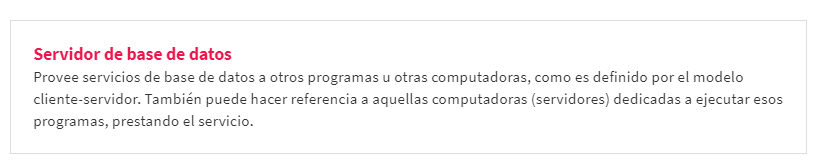 Servidor de base de datos
Provee servicios de base de datos a otros programas u otras computadoras, como es definido por el modelo
cliente-servidor. También puede hacer referencia a aquellas computadoras (servidores) dedicadas a ejecutar esos
programas, prestando el servicio.